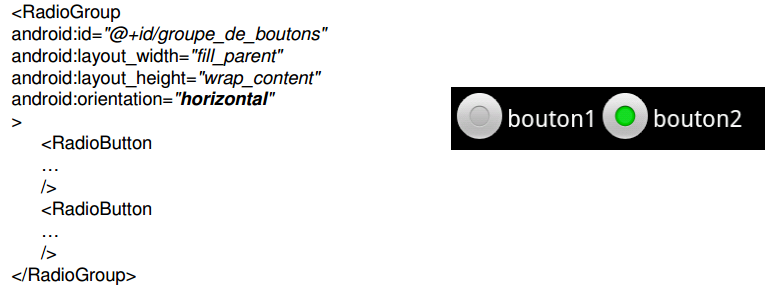 <RadioGroup
android:id="@+id/groupe_de_boutons"
android:layout_width="fill_parent"
android:layout_height="wrap_content"
android:orientation="horizontal"
>
<RadioButton
…
/>
<RadioButton
…
/>
</RadioGroup>
bouton1 bouton2